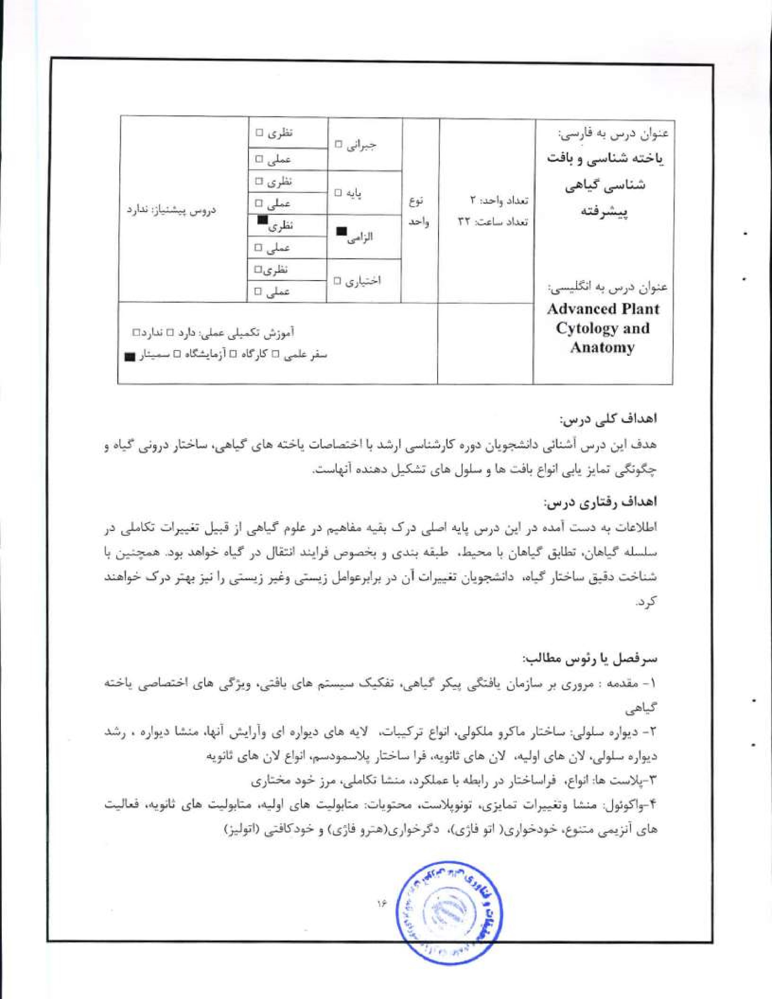 عنوان درس به فارسی:
یاخته شناسی و بافت
شناسی گیاهی
پیشرفته
عنوان درس به انگلیسی:
Advanced Plant
Cytology and
Anatomy
تعداد واحد: ۲
تعداد ساعت: ۳۲
نوع
واحد
جبرانی □
نظری □
عملی □
پایه □
نظری □
عملی □
الزامی ■
نظری ■
عملی □
اختیاری □
نظری□
عملی □
دروس پیشنیاز: ندارد
آموزش تکمیلی عملی: دارد □ ندارد□
سفر علمی □ کارگاه □ آزمایشگاه □ سمینار ■
اهداف کلی درس:
هدف این درس آشنائی دانشجویان دوره کارشناسی ارشد با اختصاصات یاخته های گیاهی، ساختار درونی گیاه و
چگونگی تمایز یابی انواع بافت ها و سلول های تشکیل دهنده آنهاست.
اهداف رفتاری درس:
اطلاعات به دست آمده در این درس پایه اصلی درک بقیه مفاهیم در علوم گیاهی از قبیل تغییرات تکاملی در
سلسله گیاهان، تطابق گیاهان با محیط، طبقه بندی و بخصوص فرایند انتقال در گیاه خواهد بود. همچنین با
شناخت دقیق ساختار گیاه، دانشجویان تغییرات آن در برابرعوامل زیستی وغیر زیستی را نیز بهتر درک خواهند
کرد.
سرفصل یا رئوس مطالب:
۱- مقدمه : مروری بر سازمان یافتگی پیکر گیاهی، تفکیک سیستم های بافتی، ویژگی های اختصاصی یاخته
گیاهی
۲- دیواره سلولی: ساختار ماکرو ملکولی، انواع ترکیبات، لایه های دیواره ای وآرایش آنها، منشا دیواره ، رشد
دیواره سلولی، لان های اولیه، لان های ثانویه، فرا ساختار پلاسمودسم، انواع لان های ثانویه
۳-پلاست ها: انواع، فراساختار در رابطه با عملکرد، منشا تکاملی، مرز خود مختاری
۴-واکوئول: منشا وتغییرات تمایزی، تونوپلاست، محتویات: متابولیت های اولیه، متابولیت های ثانویه، فعالیت
های آنزیمی متنوع، خودخواری( اتو فاژی)، دگرخواری(هترو فاژی) و خودکافتی (اتولیز)
۱۶